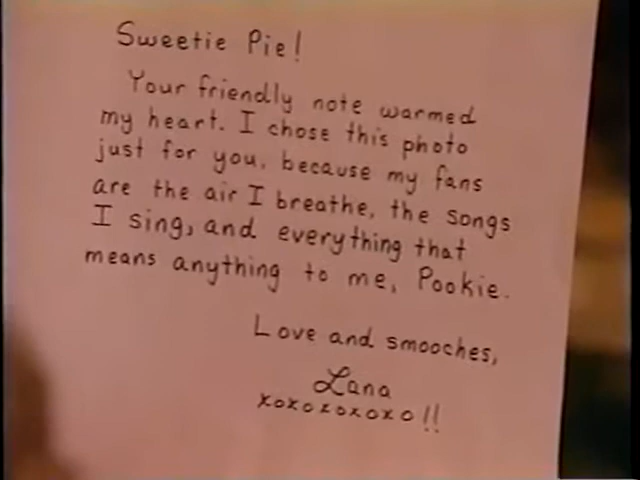 Sweetie Pie!
Your friendly note warmed
my heart. I chose this photo
just for you, because my fans
are the air I breathe, the songs
I sing, and everything that
means anything to me, Pookie.
Love and smooches,
Lana
xoxoxoxoxo!!